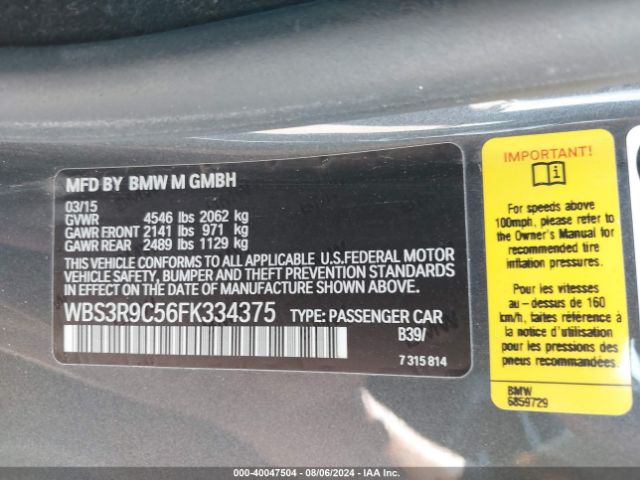 MFD BY BMW M GMBH
03/15
GVWR 4546 lbs 2062 kg
GAWR FRONT 2141 lbs 971 kg
GAWR REAR 2489 lbs 1129 kg
THIS VEHICLE CONFORMS TO ALL APPLICABLE U.S.FEDERAL MOTOR
VEHICLE SAFETY, BUMPER AND THEFT PREVENTION STANDARDS
IN EFFECT ON THE DATE OF MANUFACTURE SHOWN ABOVE.
WBS3R9C56FK334375 TYPE: PASSENGER CAR
B39/
7 315 814
IMPORTANT!
For speeds above
100mph, please refer to
the Owner's Manual for
recommended tire
inflation pressures.
Pour les vitesses
au-dessus de 160
km/h, faites référence à
la notice d'utilisation
pour les pressions des
pneus recommandées.
BMW
6859729
000-40047504 - 08/06/2024 - IAA Inc.